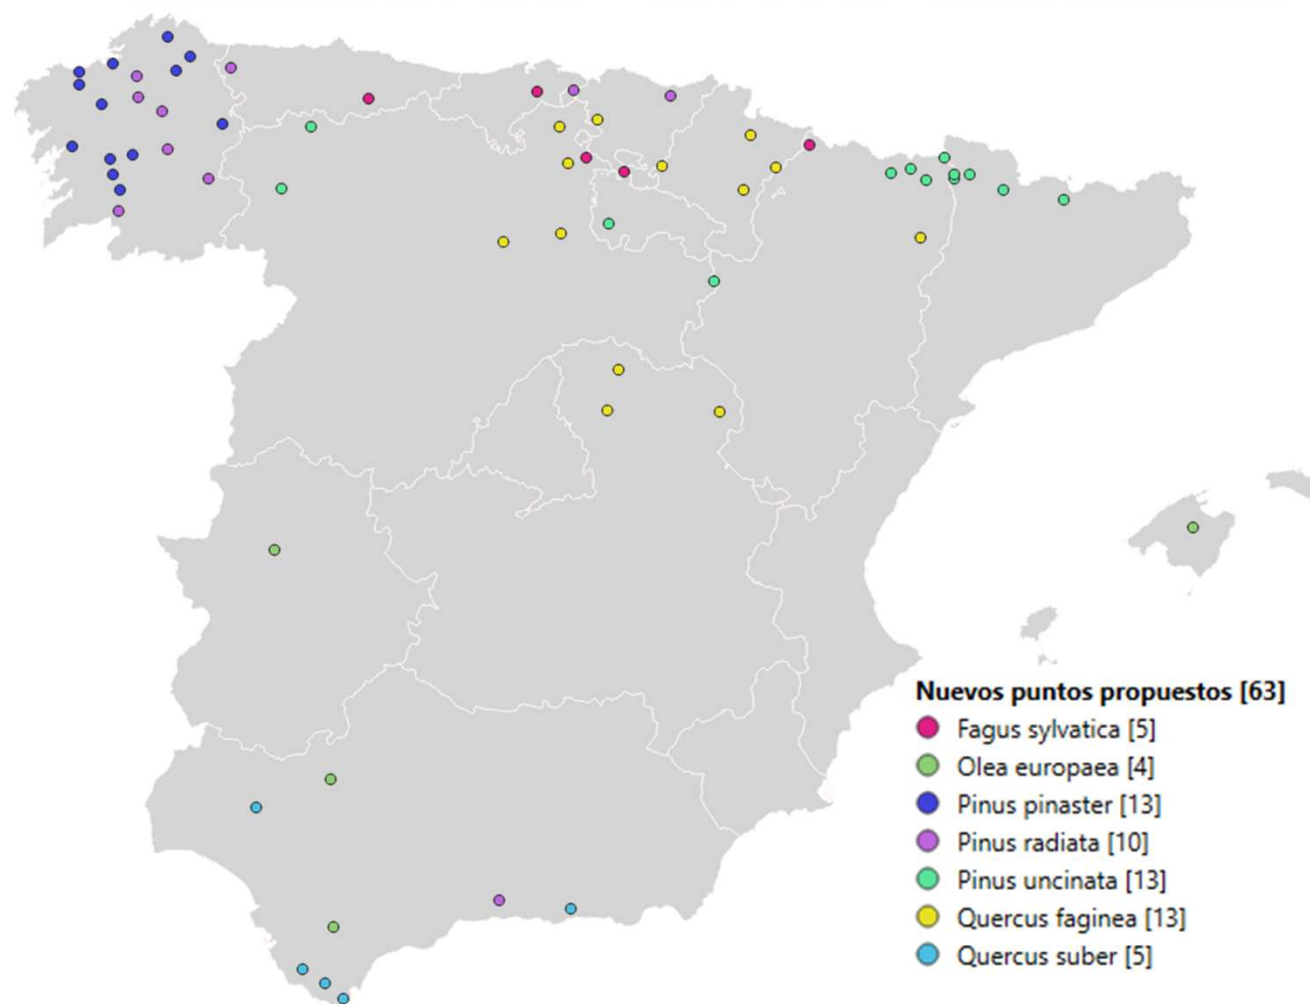 Nuevos puntos propuestos [63]
Fagus sylvatica [5]
Olea europaea [4]
Pinus pinaster [13]
Pinus radiata [10]
Pinus uncinata [13]
Quercus faginea [13]
Quercus suber [5]